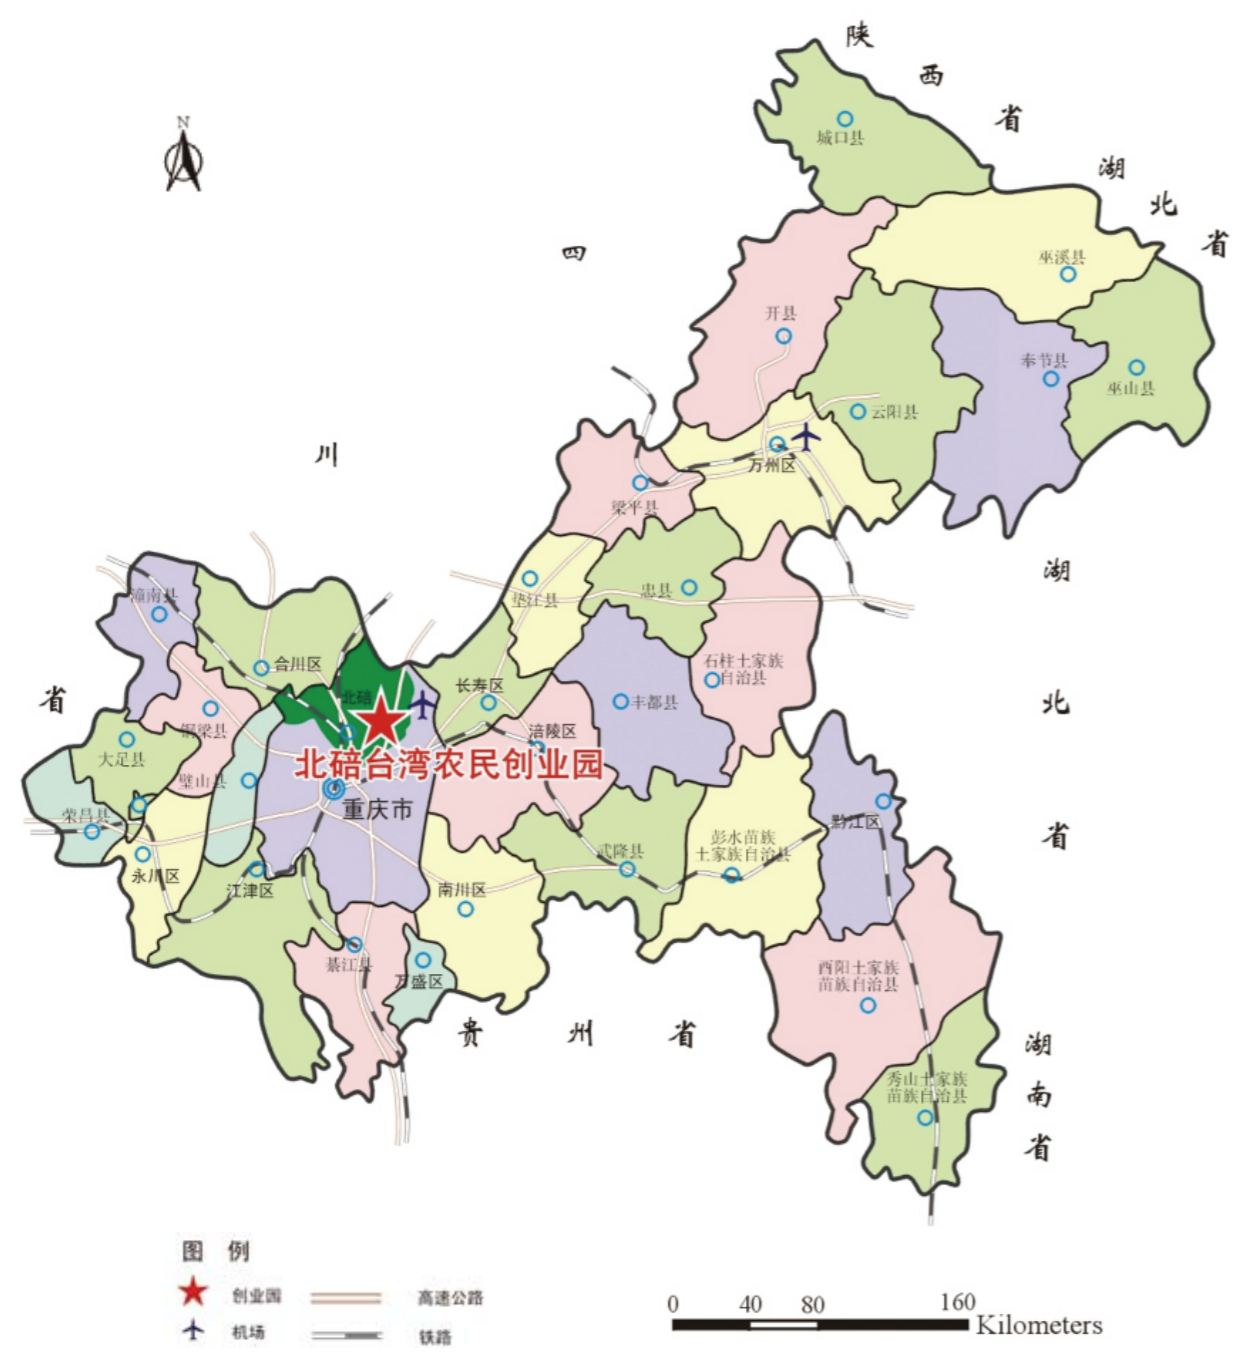 陕
西
省
湖
北
省
N
城口县
四
巫溪县
开县
奉节县
巫山县
云阳县
川
万州区
梁平县
湖
潼南县
垫江县
忠县
合川区
石柱土家族
自治县
长寿区
北碚
省
北
铜梁县
丰都县
涪陵区
大足县
北碚台湾农民创业园
璧山县
重庆市
荣昌县
黔江区
省
彭水苗族
土家族自治县
武隆县
永川区
江津区
南川区
綦江县
万盛区
酉阳土家族
苗族自治县
贵
州
省
湖
南
省
秀山土家族
苗族自治县
图 例
创业园
高速公路
机场
铁路
0 40 80 160
Kilometers